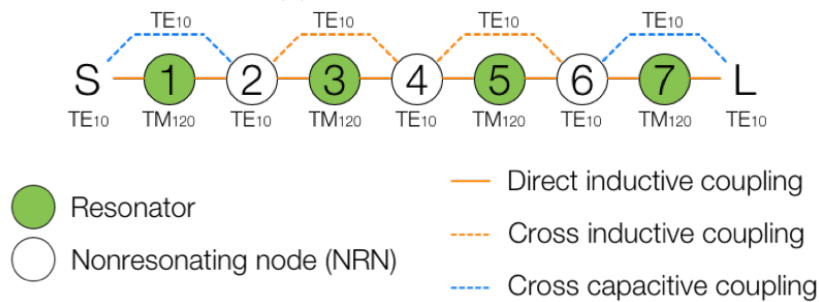 TE10 TE10 TE10 TE10
S 1 2 3 4 5 6 7 L
TE10 TM120 TE10 TM120 TE10 TM120 TE10 TM120 TE10
Direct inductive coupling
Resonator
Cross inductive coupling
Nonresonating node (NRN)
Cross capacitive coupling